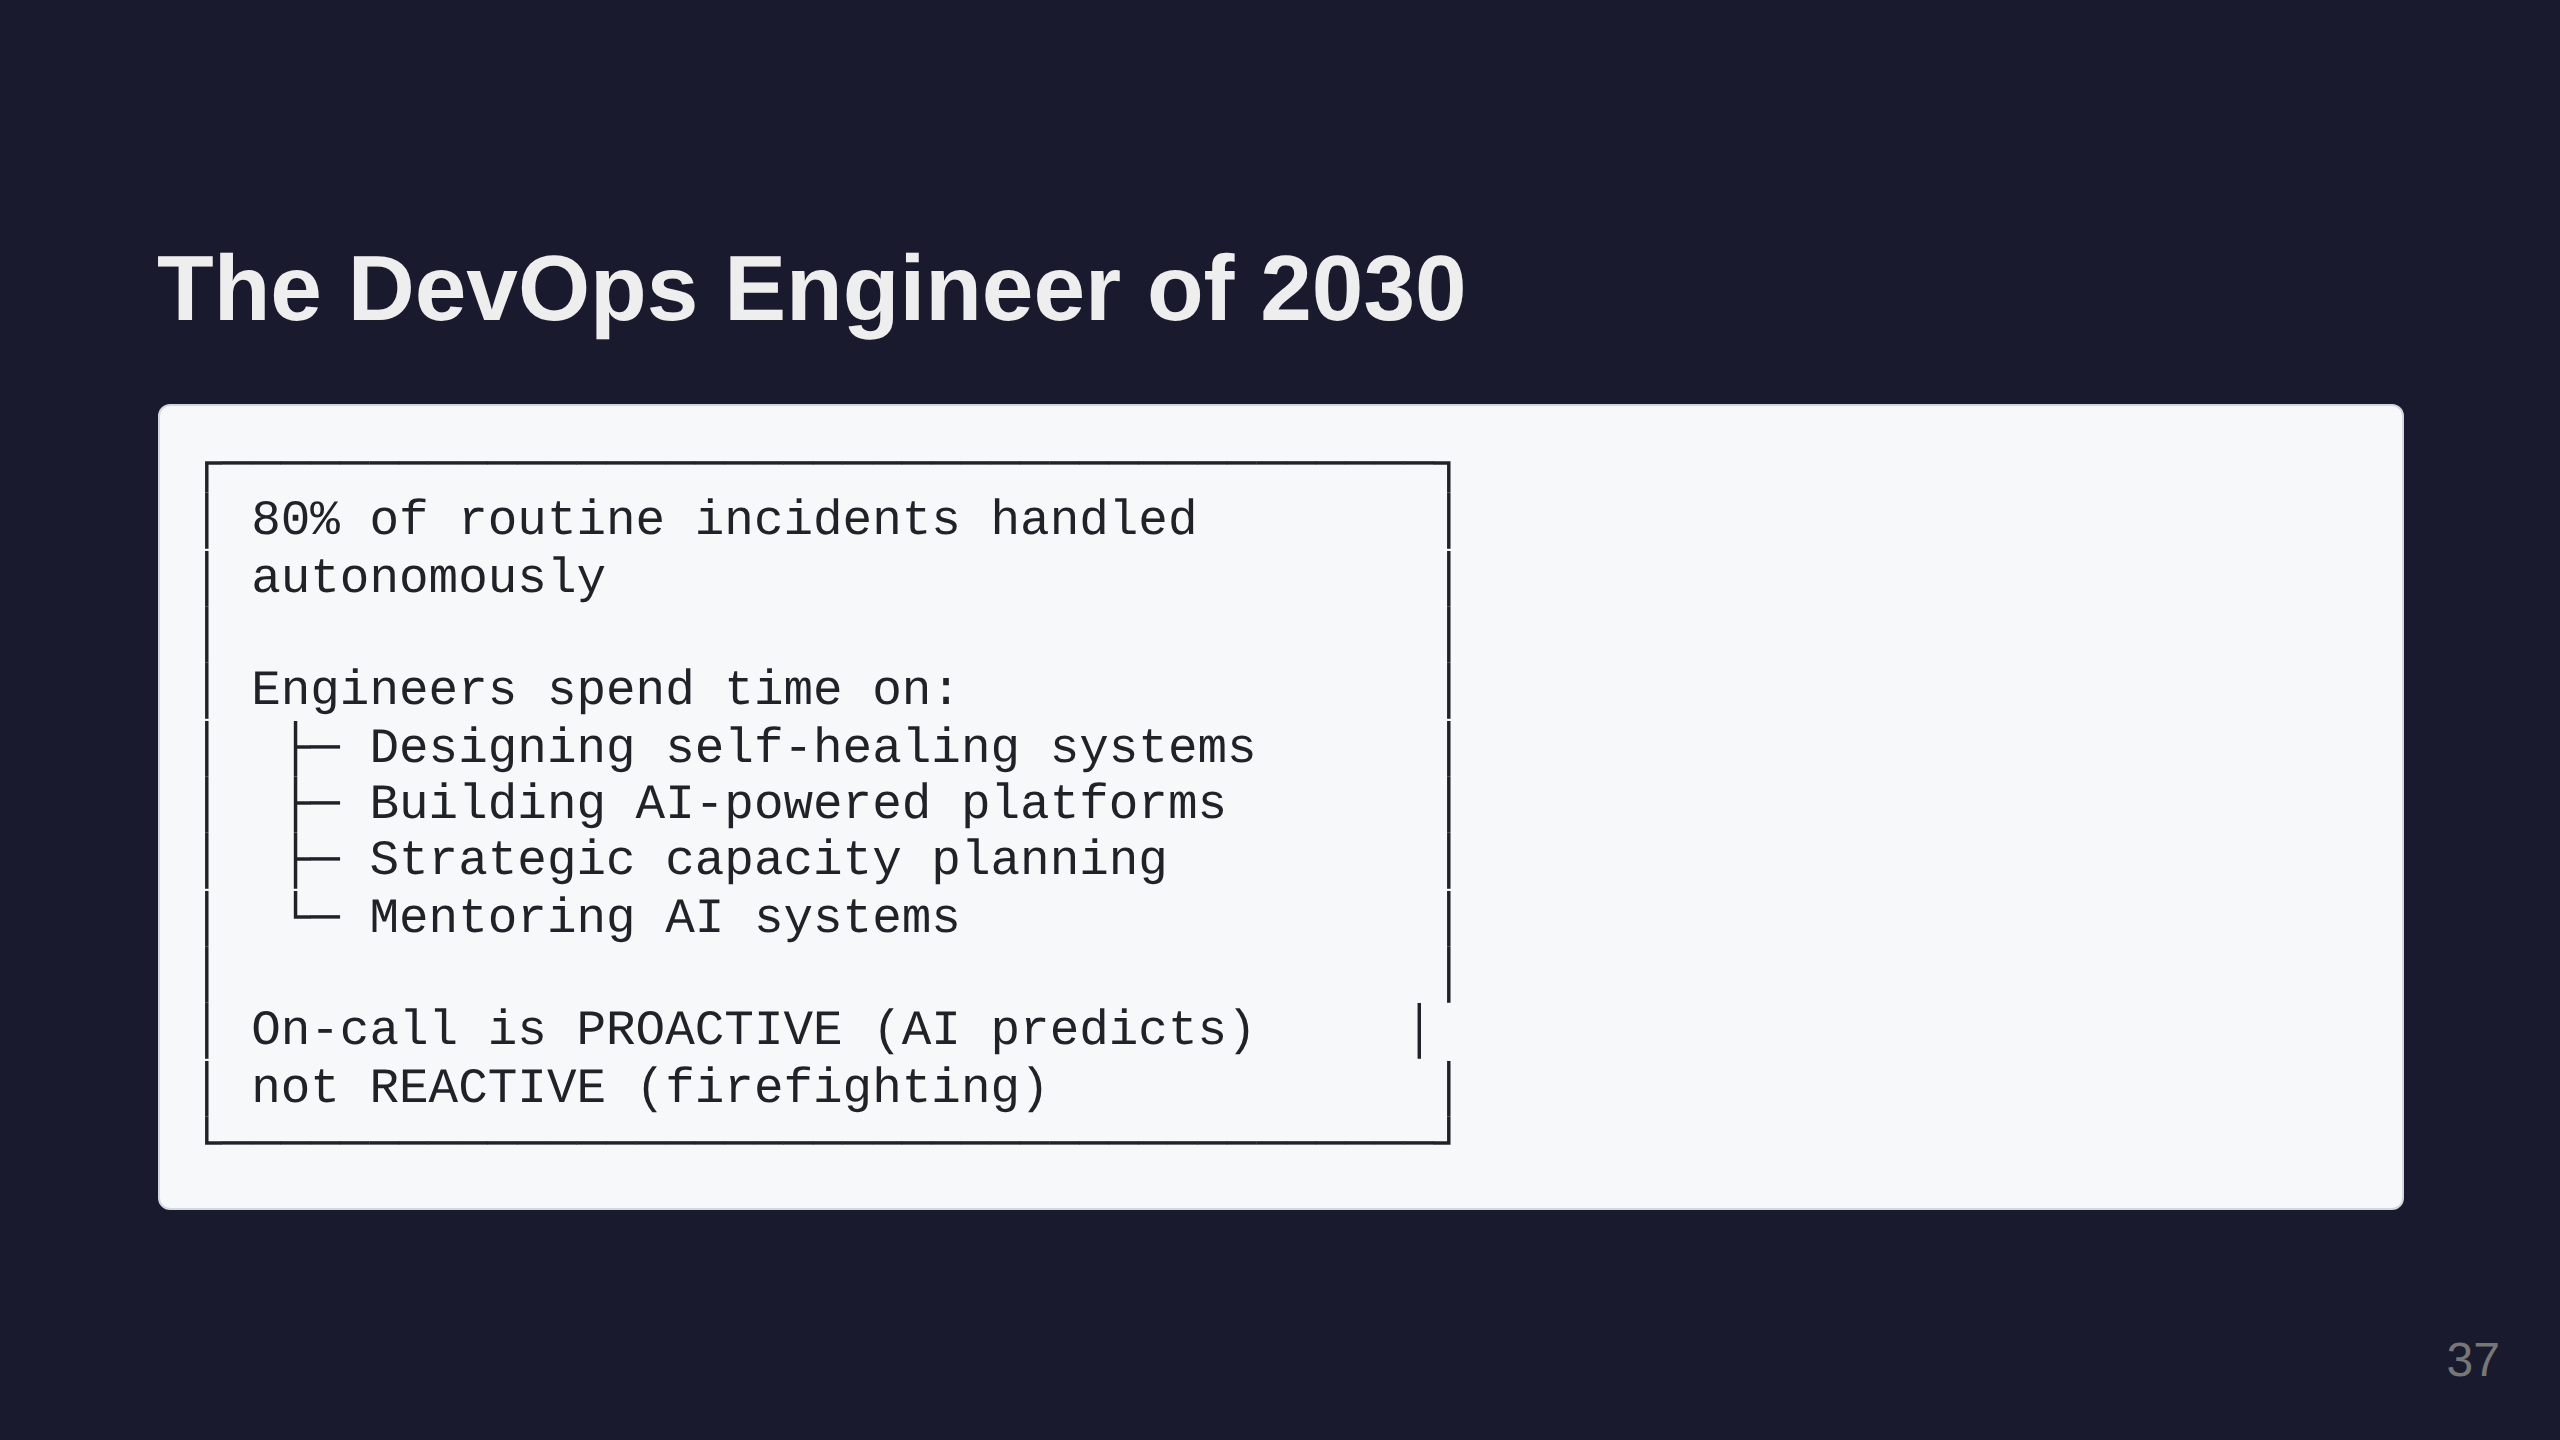 The DevOps Engineer of 2030
┌─────────────────────────────────────────┐
│ 80% of routine incidents handled        │
│ autonomously                            │
│                                         │
│ Engineers spend time on:                │
│  ├─ Designing self-healing systems      │
│  ├─ Building AI-powered platforms       │
│  ├─ Strategic capacity planning         │
│  └─ Mentoring AI systems                │
│                                         │
│ On-call is PROACTIVE (AI predicts)     │
│ not REACTIVE (firefighting)             │
└─────────────────────────────────────────┘
37